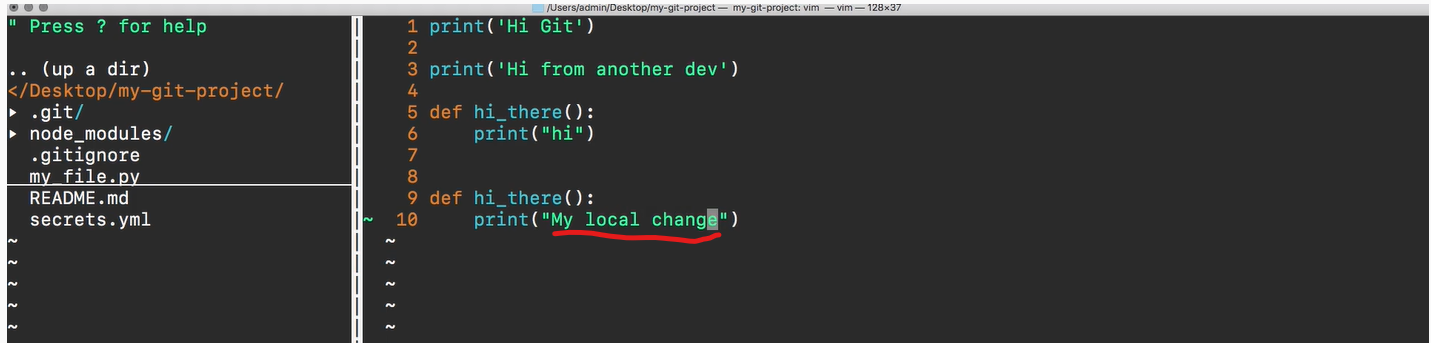 /Users/admin/Desktop/my-git-project — my-git-project: vim — vim — 128×37
" Press ? for help
.. (up a dir)
</Desktop/my-git-project/
▸ .git/
▸ node_modules/
.gitignore
my_file.py
README.md
secrets.yml
~
~
~
~
~
1 print('Hi Git')
2
3 print('Hi from another dev')
4
5 def hi_there():
6     print("hi")
7
8
9 def hi_there():
~ 10     print("My local change")
~
~
~
~
~